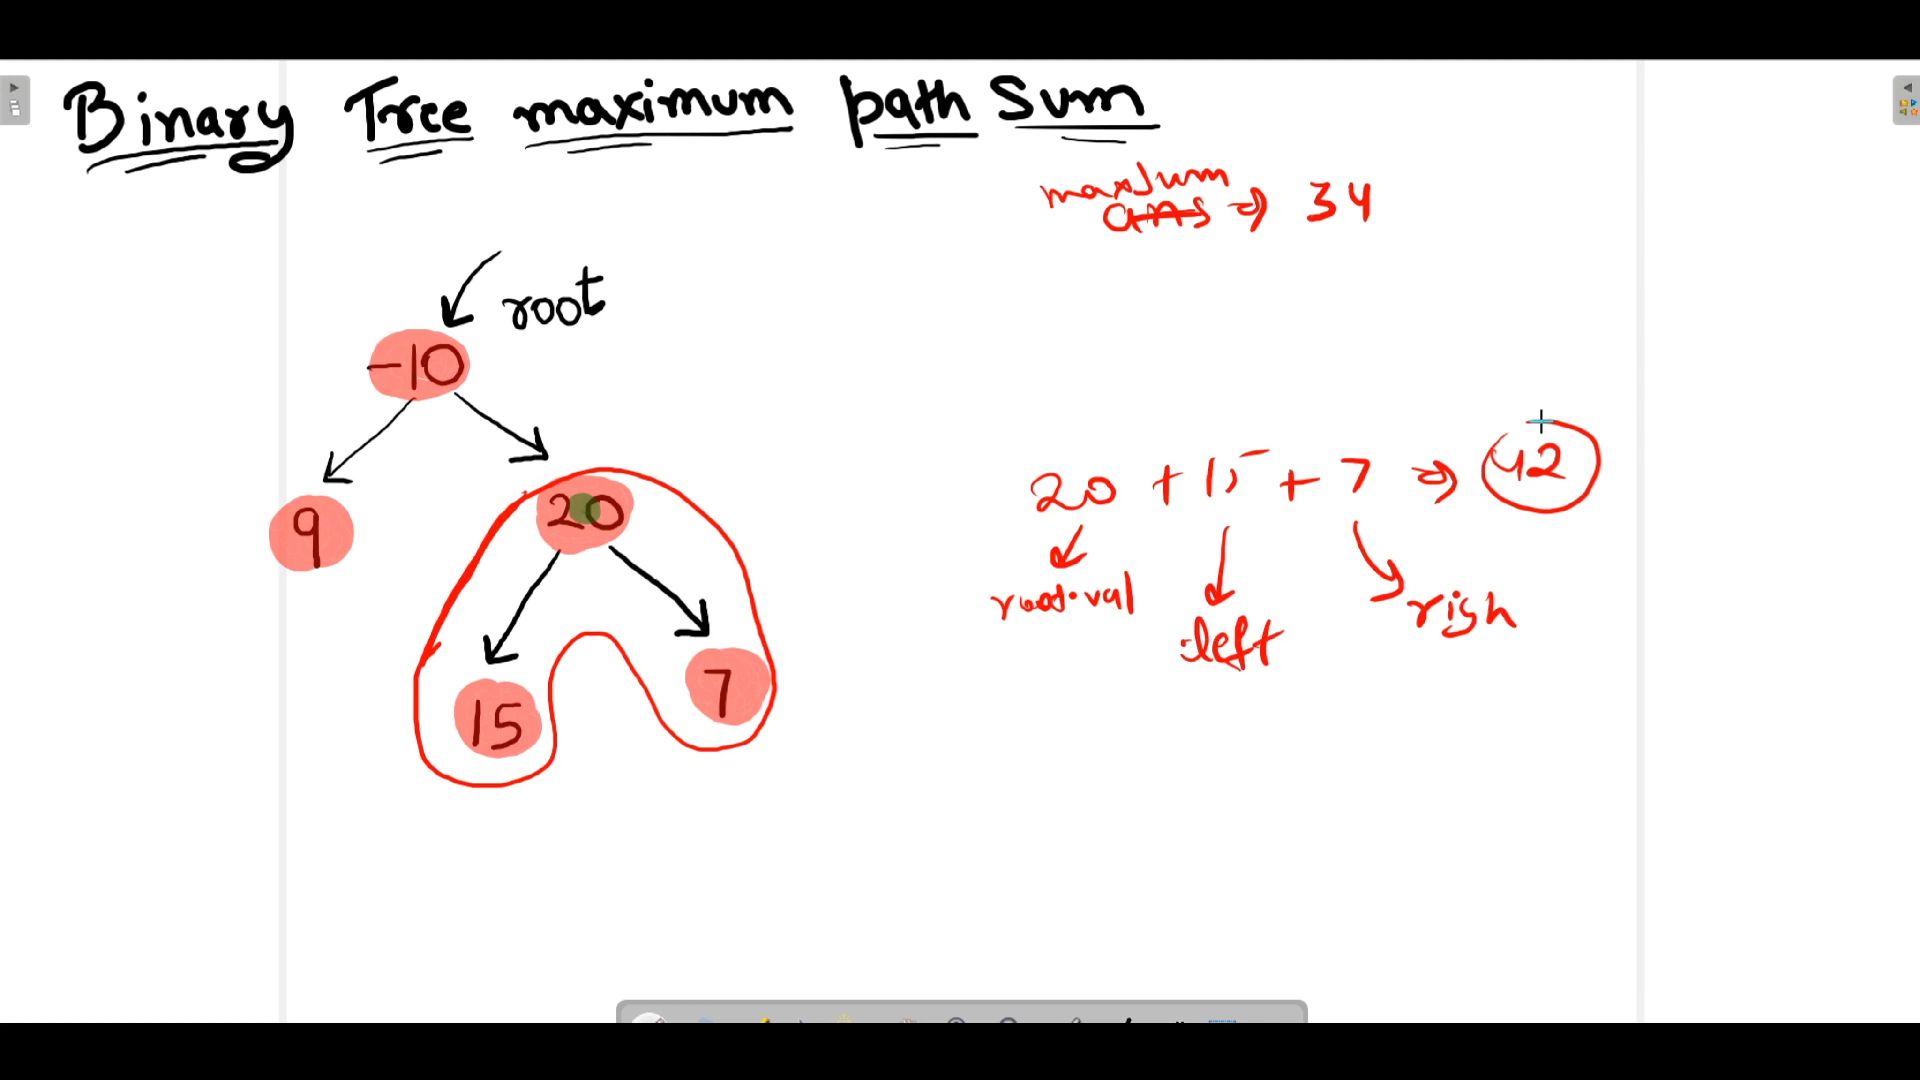 Binary Tree maximum path Sum
maxSum
ans ⇒ 34
root
-10
9
20
15
7
20 + 15 + 7 ⇒ 42
root.val
left
righ